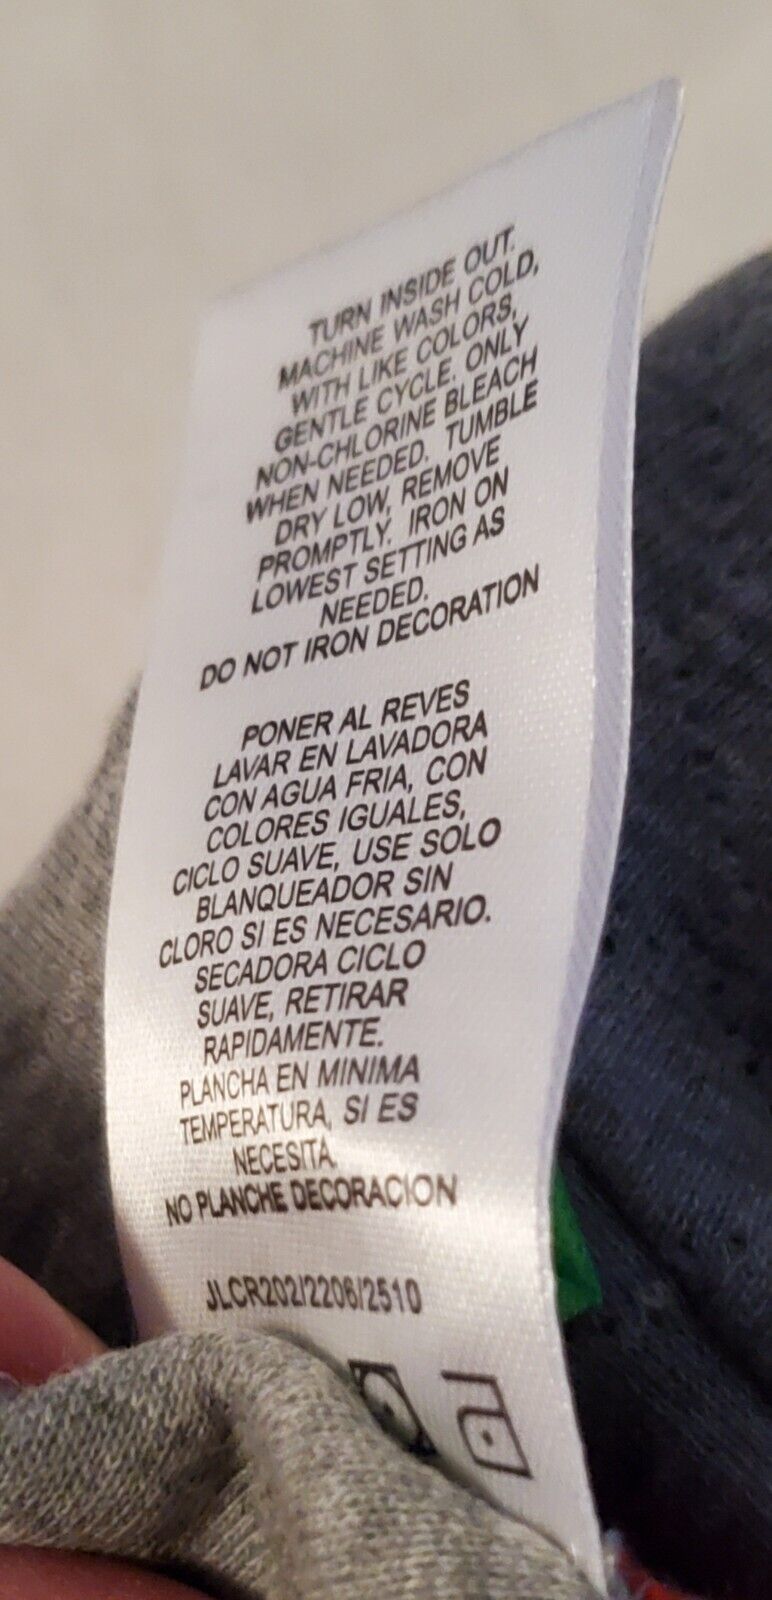 TURN INSIDE OUT.
MACHINE WASH COLD,
WITH LIKE COLORS,
GENTLE CYCLE. ONLY
NON-CHLORINE BLEACH
WHEN NEEDED. TUMBLE
DRY LOW, REMOVE
PROMPTLY. IRON ON
LOWEST SETTING AS
NEEDED.
DO NOT IRON DECORATION
PONER AL REVES
LAVAR EN LAVADORA
CON AGUA FRIA, CON
COLORES IGUALES,
CICLO SUAVE, USE SOLO
BLANQUEADOR SIN
CLORO SI ES NECESARIO.
SECADORA CICLO
SUAVE, RETIRAR
RAPIDAMENTE.
PLANCHA EN MINIMA
TEMPERATURA, SI ES
NECESITA.
NO PLANCHE DECORACION
JLCR202/2206/2510